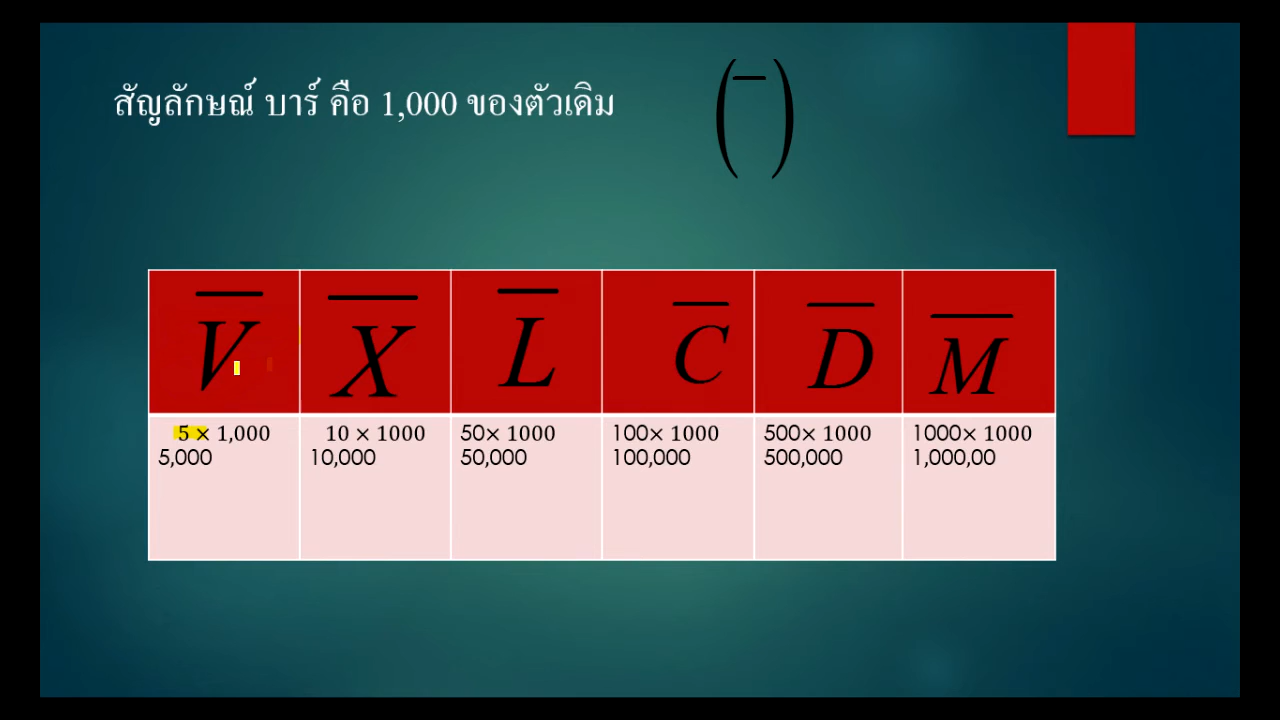 สัญลักษณ์ บาร์ คือ 1,000 ของตัวเดิม (‾)
V̅ X̅ L̅ C̅ D̅ M̅
5 × 1,000 10 × 1000 50× 1000 100× 1000 500× 1000 1000× 1000
5,000 10,000 50,000 100,000 500,000 1,000,00